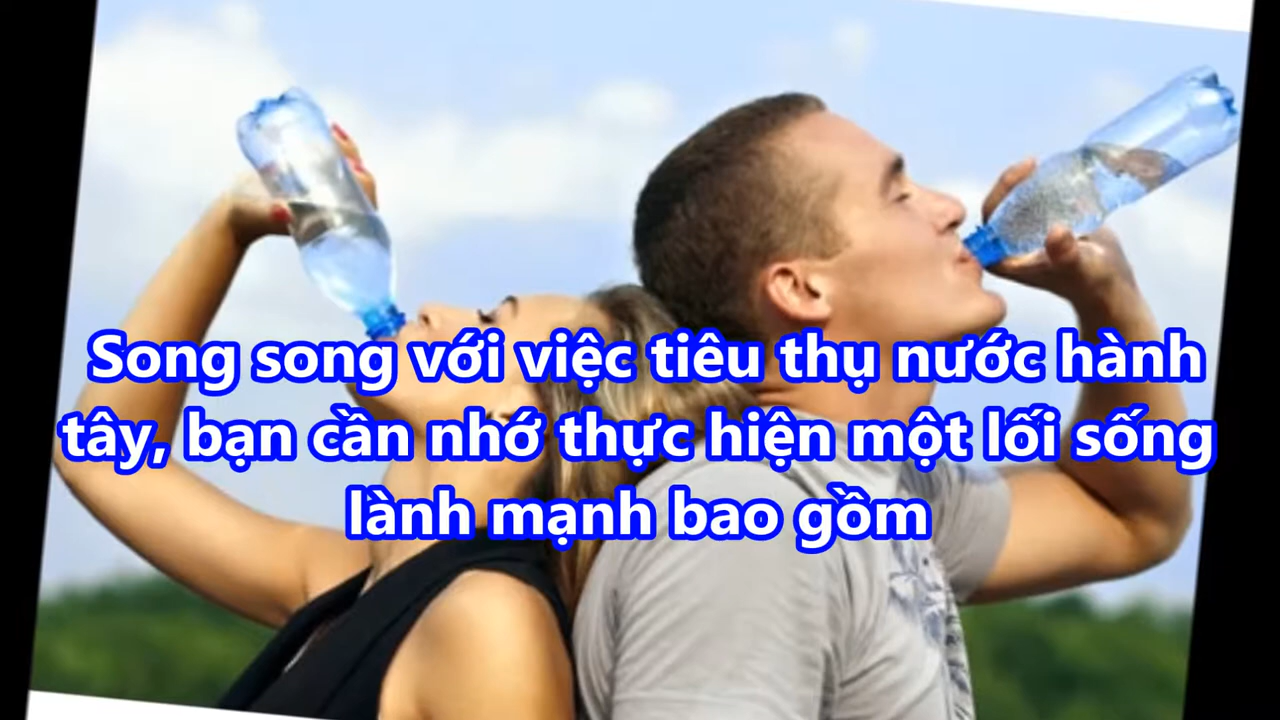 Song song với việc tiêu thụ nước hành
tây, bạn cần nhớ thực hiện một lối sống
lành mạnh bao gồm